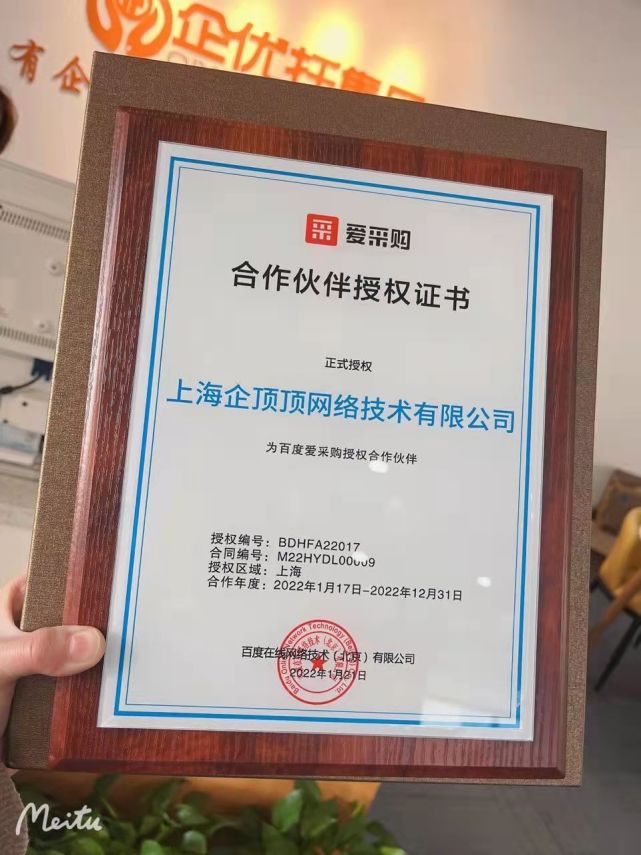 企优托集团
有企
采 爱采购
合作伙伴授权证书
正式授权
上海企顶顶网络技术有限公司
为百度爱采购授权合作伙伴
授权编号：BDHFA22017
合同编号：M22HYDL00009
授权区域：上海
合作年度：2022年1月17日-2022年12月31日
百度在线网络技术（北京）有限公司
2022年1月21日
Meitu